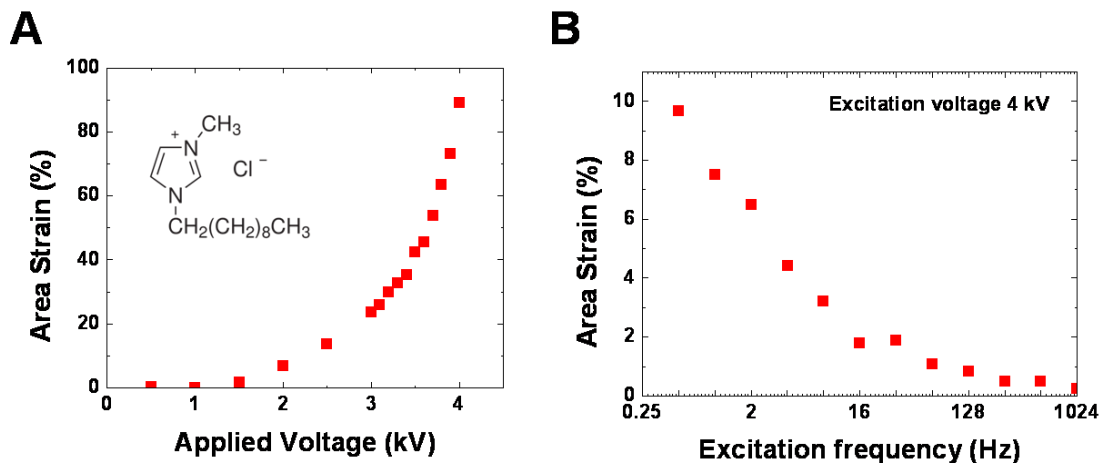 A
Area Strain (%)
100
80
60
40
20
0
CH3
+
N
Cl −
N
CH2(CH2)8CH3
0 1 2 3 4
Applied Voltage (kV)
B
Excitation voltage 4 kV
Area Strain (%)
10
8
6
4
2
0
0.25 2 16 128 1024
Excitation frequency (Hz)